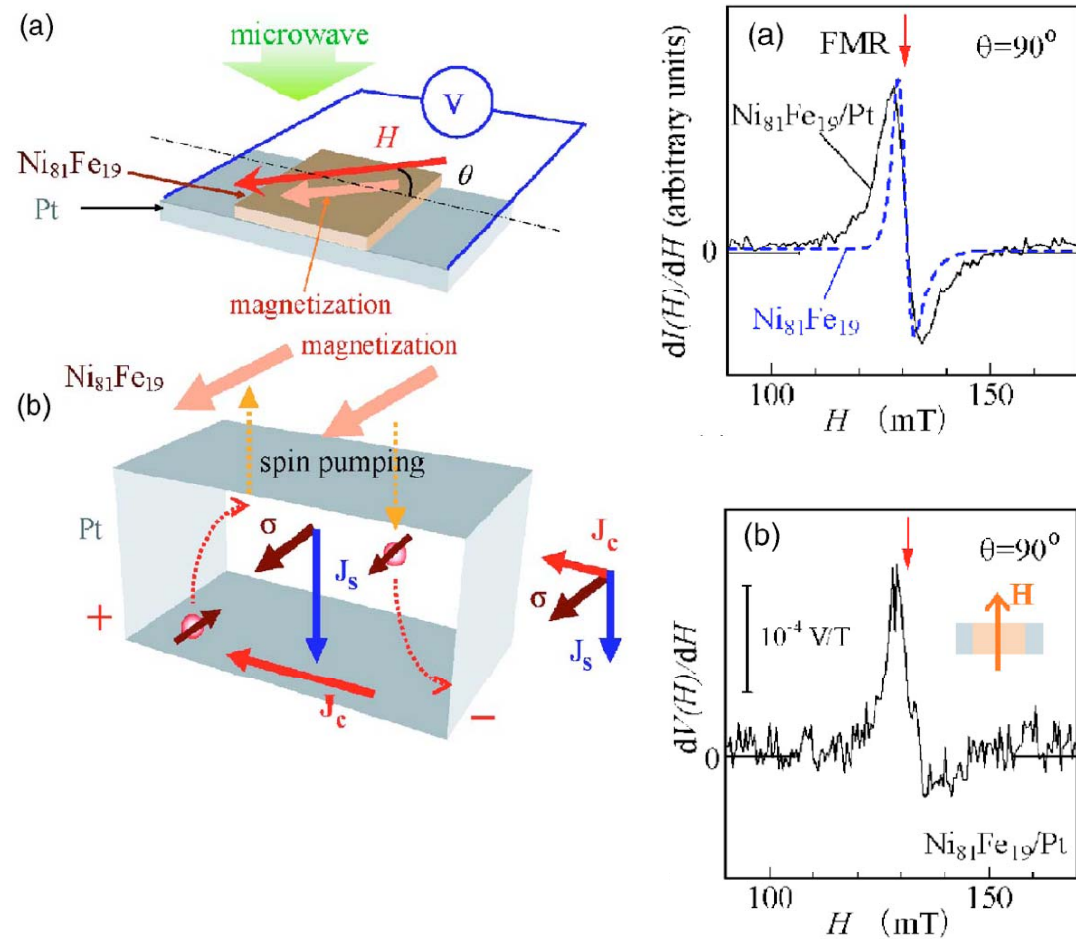 (a)
microwave
V
H
θ
Ni81Fe19
Pt
magnetization
magnetization
Ni81Fe19
(b)
spin pumping
Pt
σ
Js
Jc
σ
Js
+
Jc
−
(a)
FMR
θ=90°
Ni81Fe19/Pt
dI(H)/dH (arbitrary units)
0
Ni81Fe19
100
150
H (mT)
(b)
θ=90°
H
10-4 V/T
dV(H)/dH
0
Ni81Fe19/Pt
100
150
H (mT)